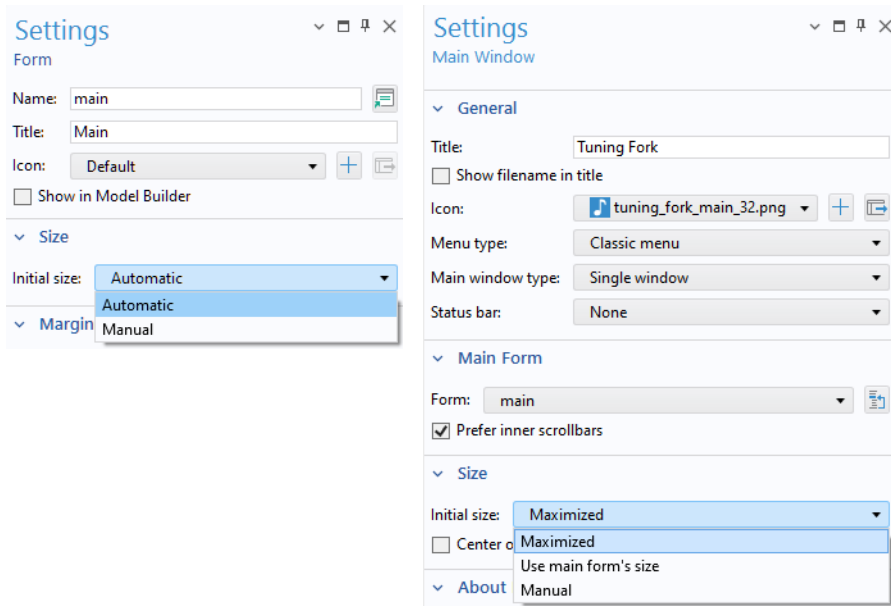 Settings
Form
Name: main
Title: Main
Icon: Default
Show in Model Builder
Size
Initial size: Automatic
Automatic
Margin
Manual
Settings
Main Window
General
Title: Tuning Fork
Show filename in title
Icon: tuning_fork_main_32.png
Menu type: Classic menu
Main window type: Single window
Status bar: None
Main Form
Form: main
Prefer inner scrollbars
Size
Initial size: Maximized
Center o
Maximized
Use main form's size
About
Manual